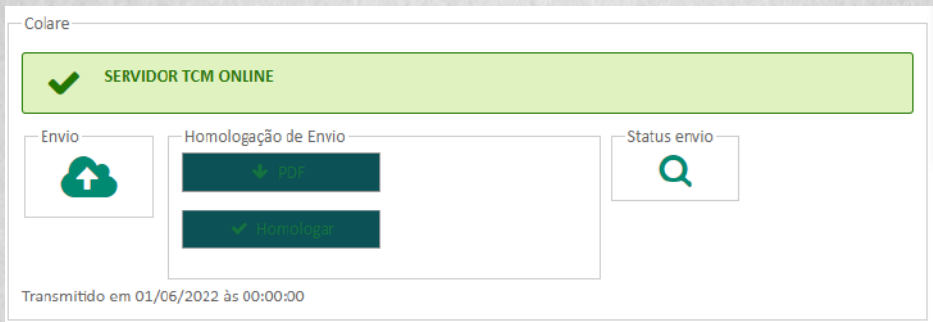 Colare
SERVIDOR TCM ONLINE
Envio
Homologação de Envio
Status envio
PDF
Homologar
Transmitido em 01/06/2022 às 00:00:00